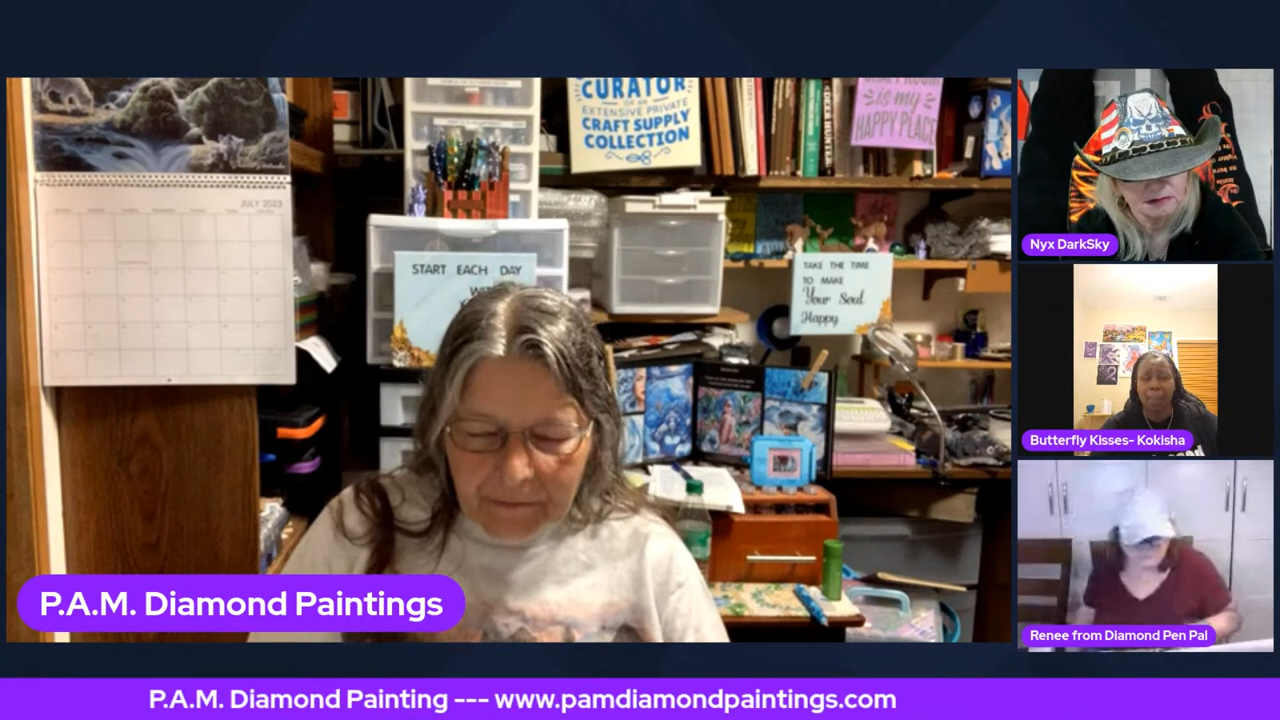 JULY 2023
CURATOR
OF AN
EXTENSIVE PRIVATE
CRAFT SUPPLY
COLLECTION
is my
HAPPY PLACE
START EACH DAY
TAKE THE TIME
TO MAKE
Your Soul
Happy
Nyx DarkSky
Butterfly Kisses- Kokisha
Renee from Diamond Pen Pal
P.A.M. Diamond Paintings
P.A.M. Diamond Painting --- www.pamdiamondpaintings.com